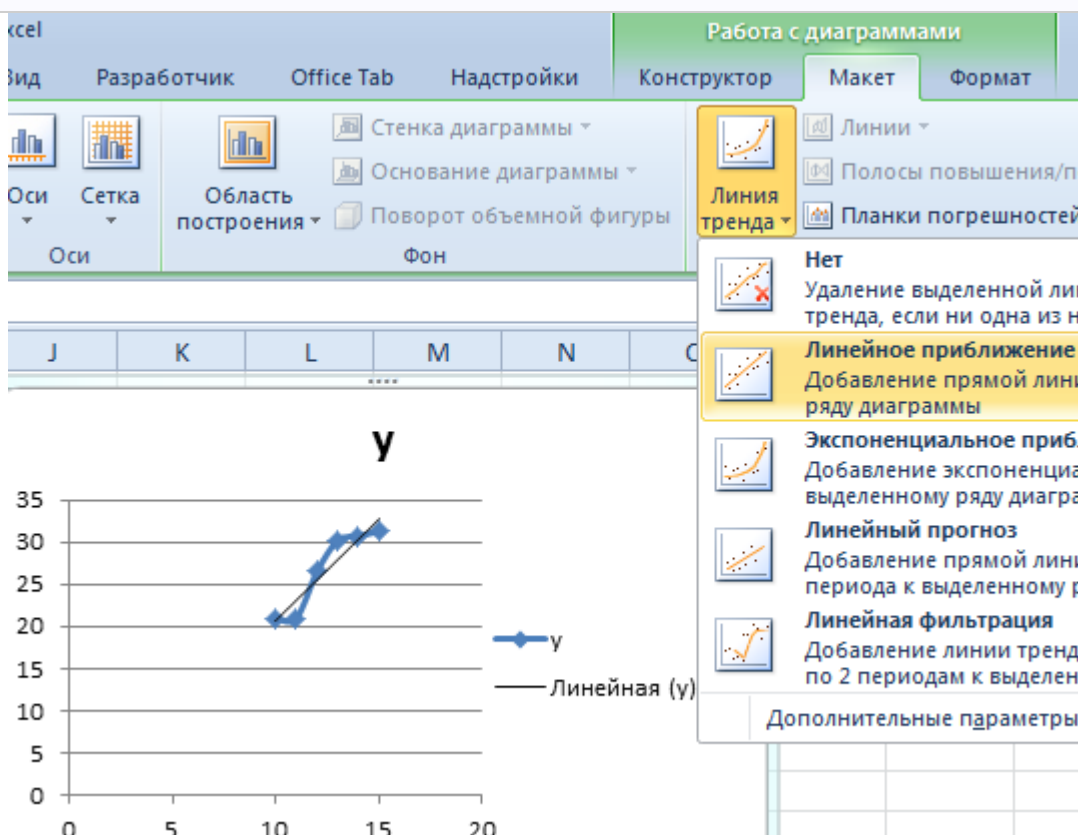 xcel
Работа с диаграммами
Вид Разработчик Office Tab Надстройки Конструктор Макет Формат
Стенка диаграммы
Основание диаграммы
Поворот объемной фигуры
Оси
Сетка
Область
построения
Линия
тренда
Линии
Полосы повышения/п
Планки погрешностей
Оси
Фон
Нет
Удаление выделенной ли
тренда, если ни одна из н
Линейное приближение
Добавление прямой лини
ряду диаграммы
Экспоненциальное приб
Добавление экспоненциа
выделенному ряду диагра
Линейный прогноз
Добавление прямой лини
периода к выделенному р
Линейная фильтрация
Добавление линии тренд
по 2 периодам к выделен
Дополнительные параметры
J K L M N
y
35
30
25
20
15
10
5
0
0 5 10 15 20
y
Линейная (y)